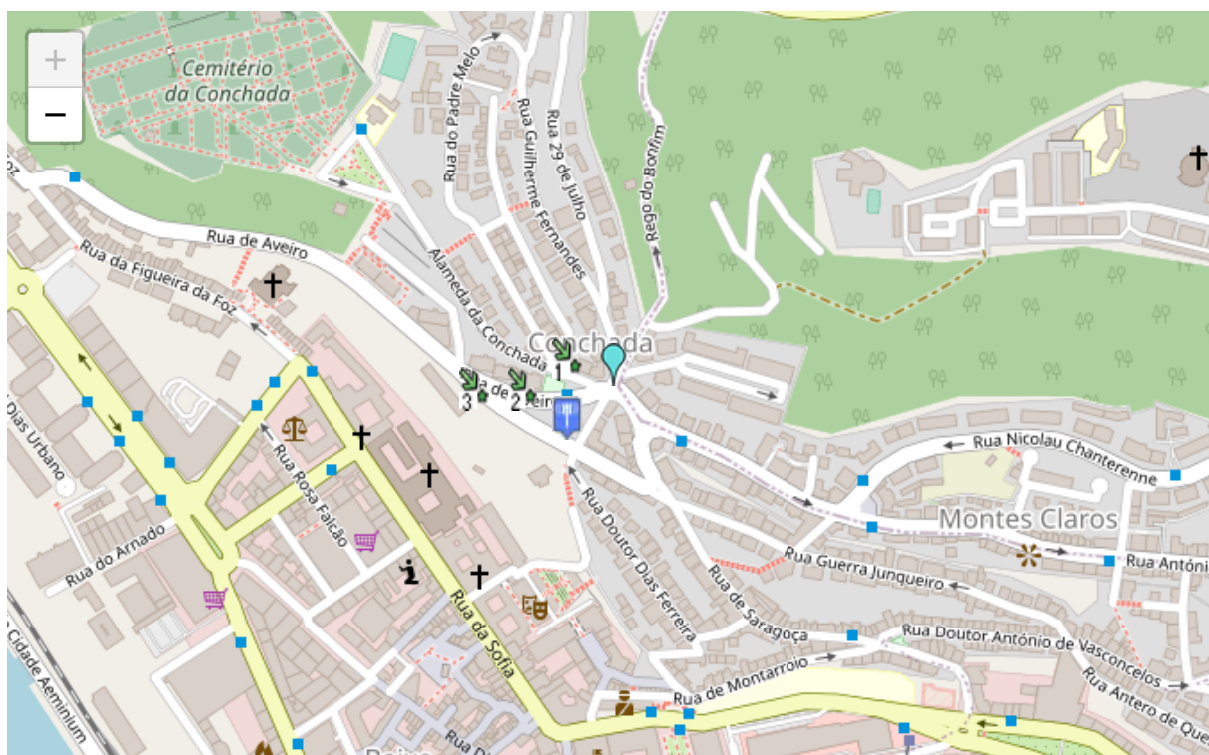 +
−
Cemitério
da Conchada
Rua do Padre Melo
Rua Guilherme Fernandes
Rua 29 de Julho
Rego do Bonfim
Foz
Rua de Aveiro
Rua da Figueira da Foz
Alameda da Conchada
Conchada
1
2
3
Dias Urbano
Rua Rosa Falcão
Rua do Arnado
Rua Doutor Dias Ferreira
Rua Nicolau Chanterenne
Montes Claros
Rua Guerra Junqueiro
Rua António
Rua da Sofia
Rua de Saragoça
Rua Doutor António de Vasconcelos
Rua de Montarroio
Rua Antero de Que
Cidade Aeminium